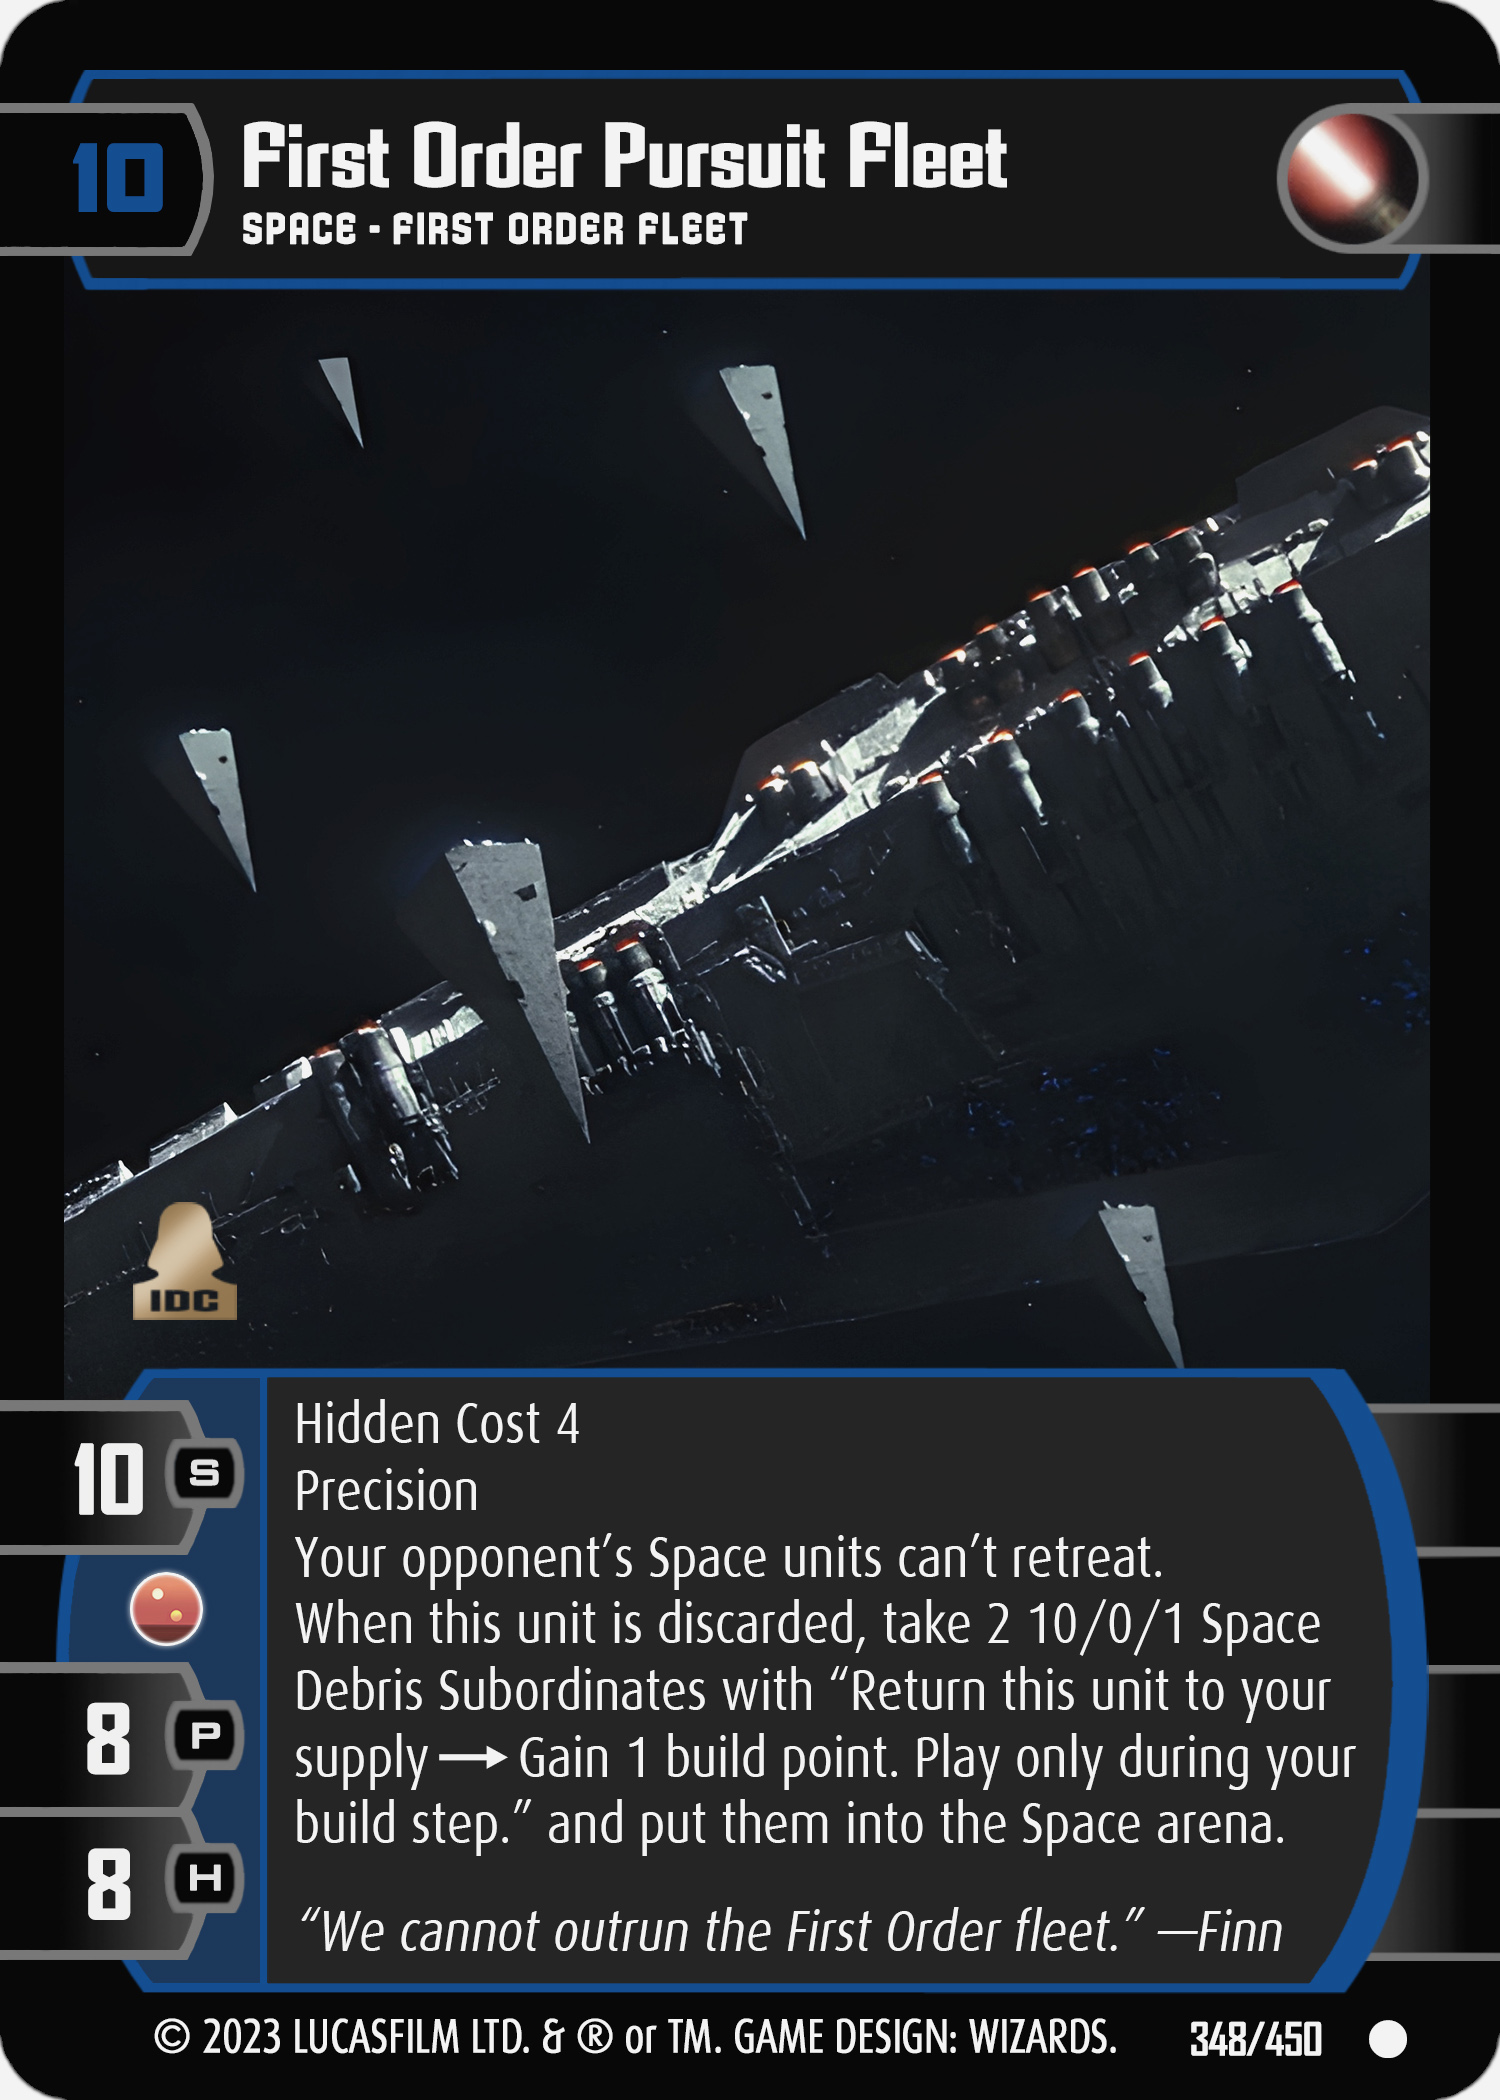 10
First Order Pursuit Fleet
SPACE - FIRST ORDER FLEET
IDC
10 S
8 P
8 H
Hidden Cost 4
Precision
Your opponent’s Space units can’t retreat.
When this unit is discarded, take 2 10/0/1 Space
Debris Subordinates with “Return this unit to your
supply → Gain 1 build point. Play only during your
build step.” and put them into the Space arena.
“We cannot outrun the First Order fleet.” —Finn
© 2023 LUCASFILM LTD. & ® or TM. GAME DESIGN: WIZARDS.
348/450